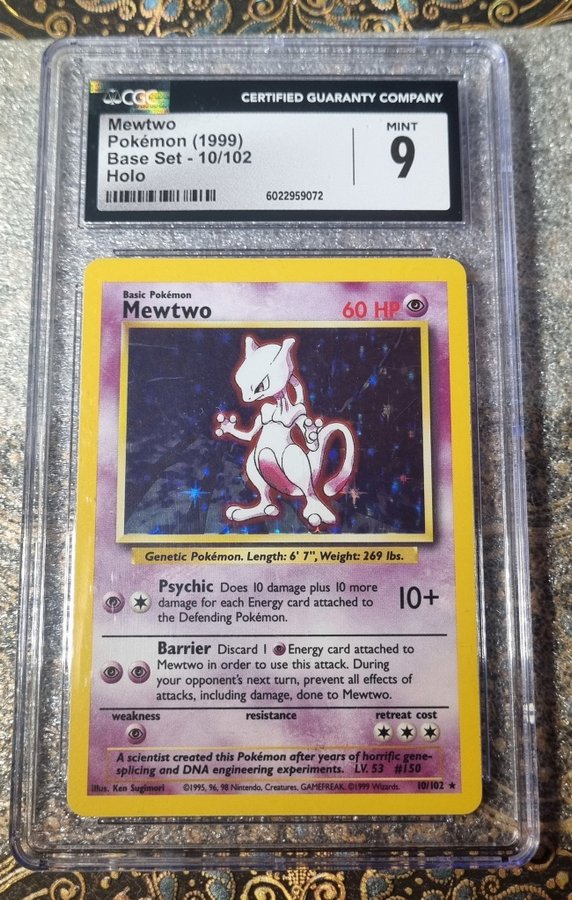 CGC
CERTIFIED GUARANTY COMPANY
Mewtwo
Pokémon (1999)
Base Set - 10/102
Holo
MINT
9
6022959072
Basic Pokémon
Mewtwo
60 HP
Genetic Pokémon. Length: 6' 7", Weight: 269 lbs.
Psychic Does 10 damage plus 10 more
damage for each Energy card attached to
the Defending Pokémon.
10+
Barrier Discard 1 Energy card attached to
Mewtwo in order to use this attack. During
your opponent's next turn, prevent all effects of
attacks, including damage, done to Mewtwo.
weakness resistance retreat cost
A scientist created this Pokémon after years of horrific gene-
splicing and DNA engineering experiments. LV. 53 #150
Illus. Ken Sugimori ©1995, 96, 98 Nintendo, Creatures, GAMEFREAK. ©1999 Wizards. 10/102 ★